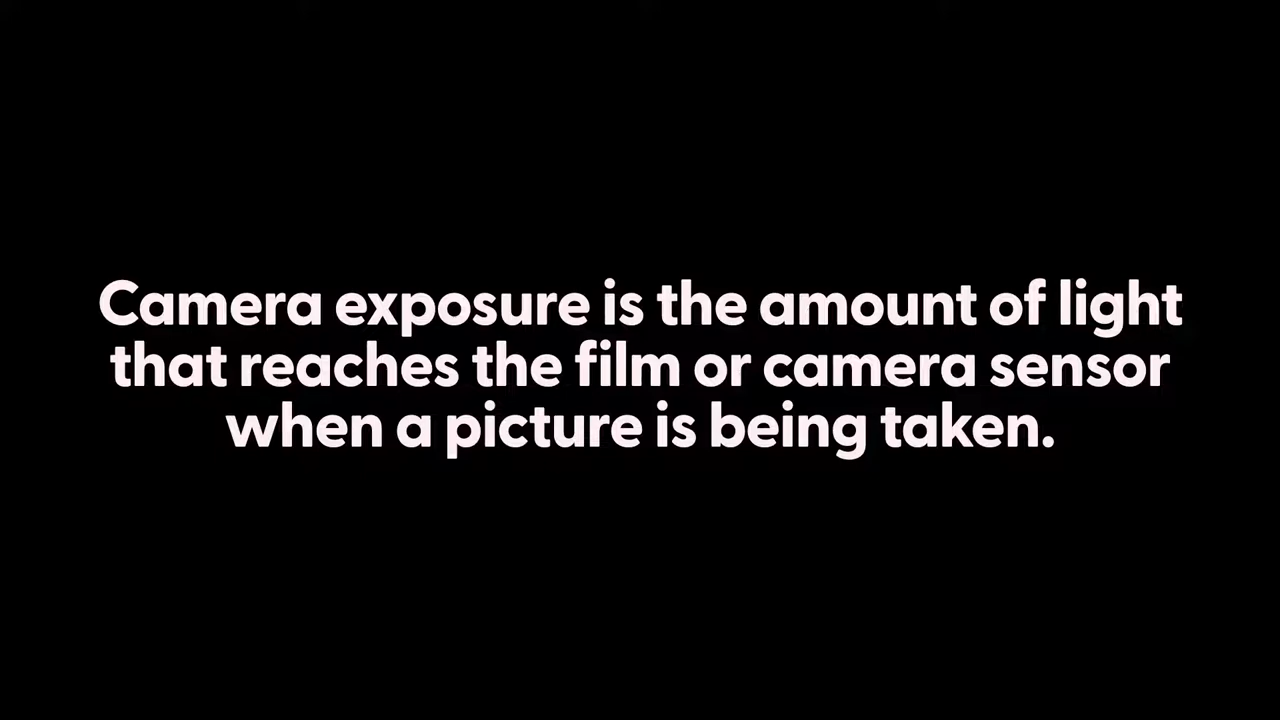 Camera exposure is the amount of light
that reaches the film or camera sensor
when a picture is being taken.